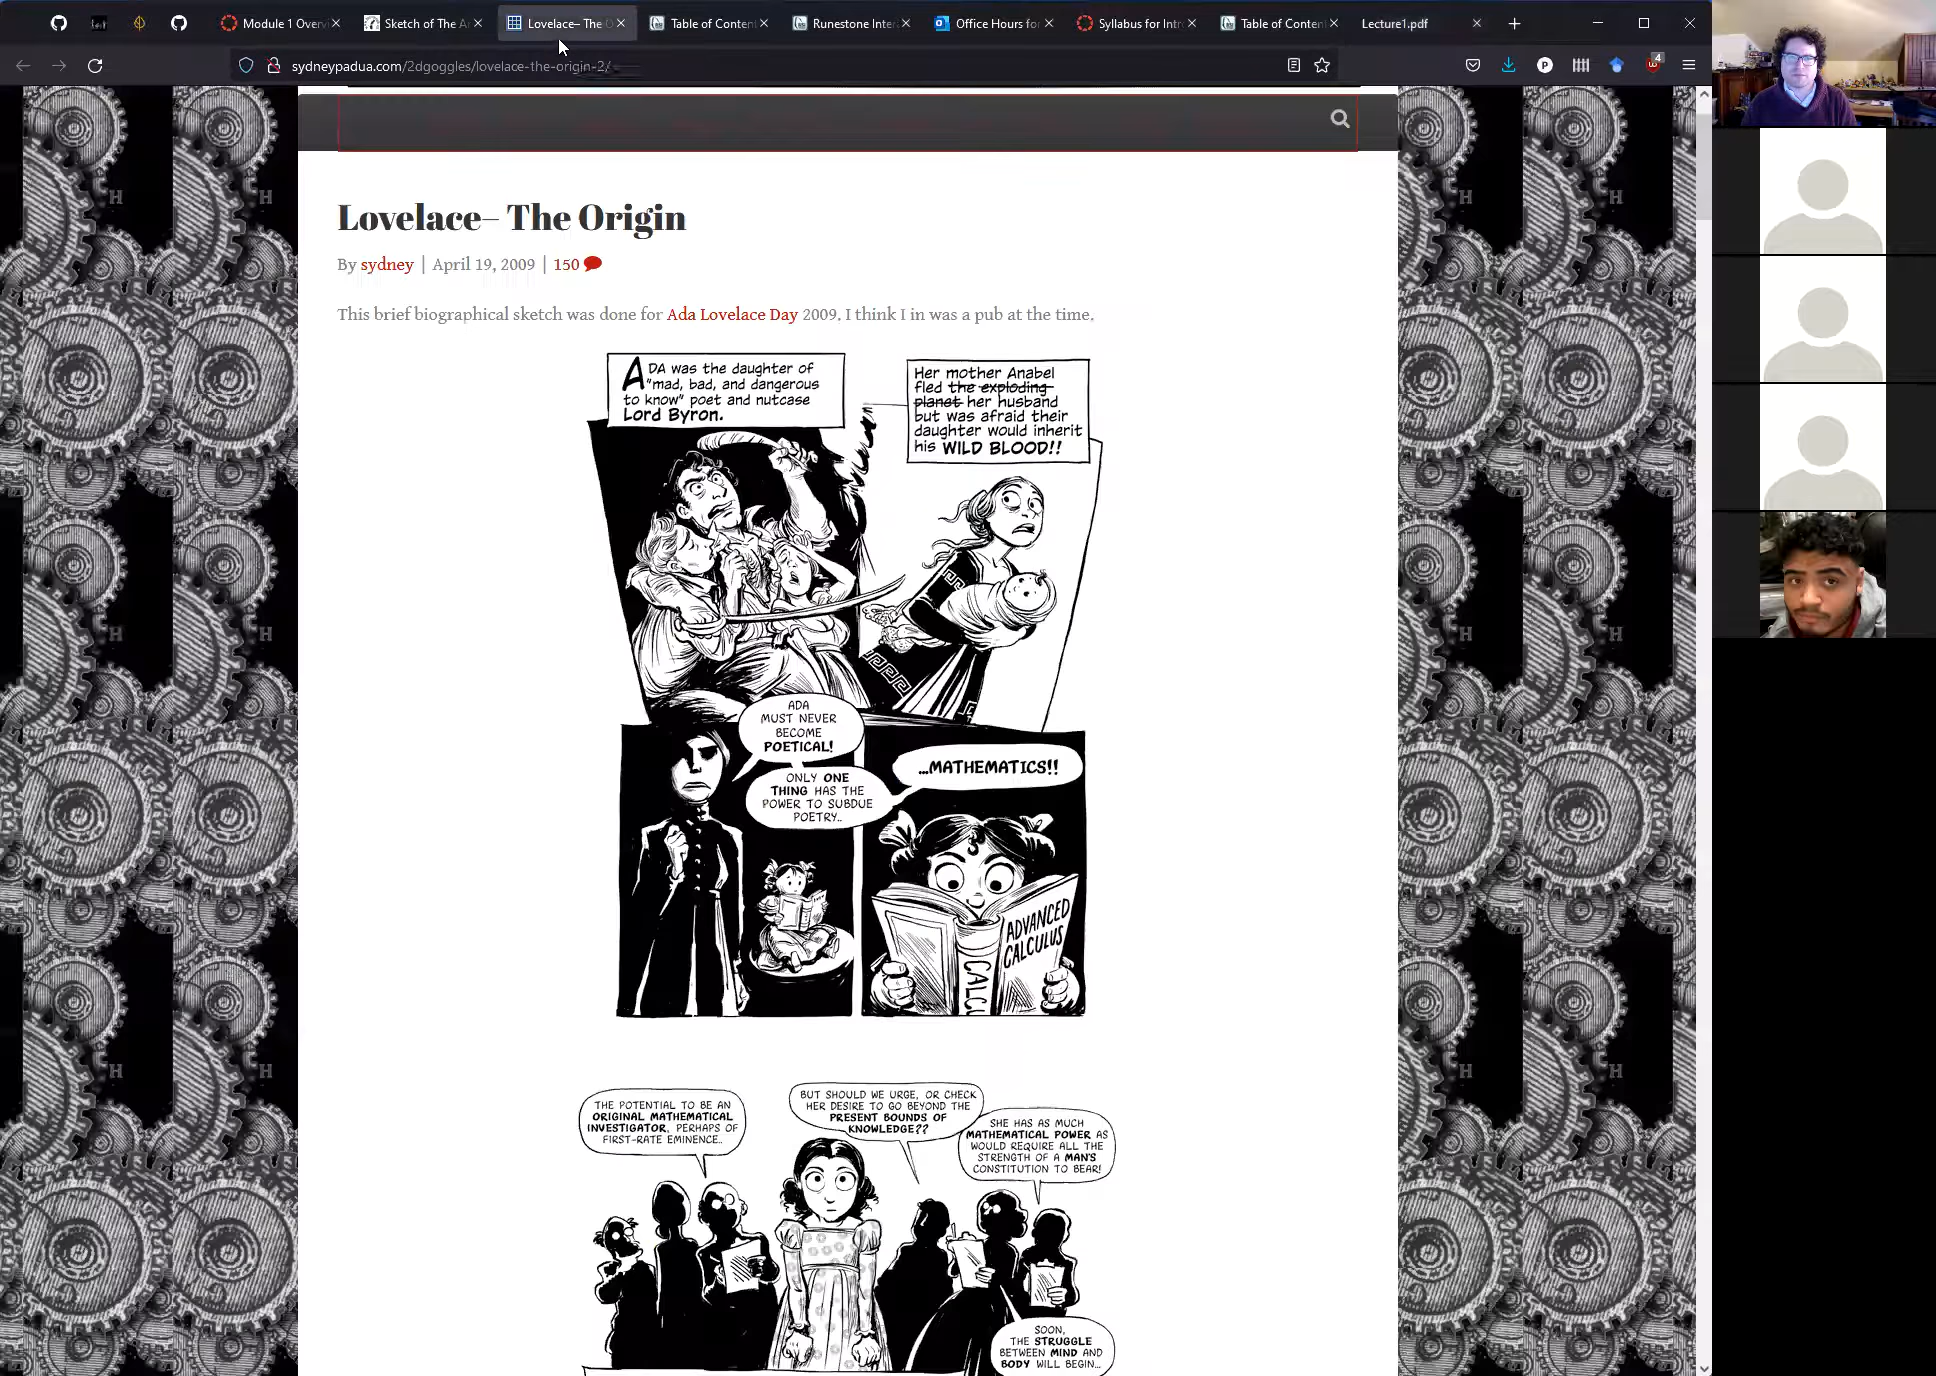 Module 1 Overvi
Sketch of The A
Lovelace– The O
Table of Conten
Runestone Inter
Office Hours fo
Syllabus for Intr
Table of Conten
Lecture1.pdf
sydneypadua.com/2dgoggles/lovelace-the-origin-2/
P
4
Lovelace– The Origin
By sydney | April 19, 2009 | 150
This brief biographical sketch was done for Ada Lovelace Day 2009. I think I in was a pub at the time.
ADA was the daughter of
"mad, bad, and dangerous
to know" poet and nutcase
Lord Byron.
Her mother Anabel
fled the exploding
planet her husband
but was afraid their
daughter would inherit
his WILD BLOOD!!
ADA
MUST NEVER
BECOME
POETICAL!
ONLY ONE
THING HAS THE
POWER TO SUBDUE
POETRY..
...MATHEMATICS!!
ADVANCED
CALCULUS
CALCU
THE POTENTIAL TO BE AN
ORIGINAL MATHEMATICAL
INVESTIGATOR, PERHAPS OF
FIRST-RATE EMINENCE..
BUT SHOULD WE URGE, OR CHECK
HER DESIRE TO GO BEYOND THE
PRESENT BOUNDS OF
KNOWLEDGE??
SHE HAS AS MUCH
MATHEMATICAL POWER AS
WOULD REQUIRE ALL THE
STRENGTH OF A MAN'S
CONSTITUTION TO BEAR!
SOON,
THE STRUGGLE
BETWEEN MIND AND
BODY WILL BEGIN...